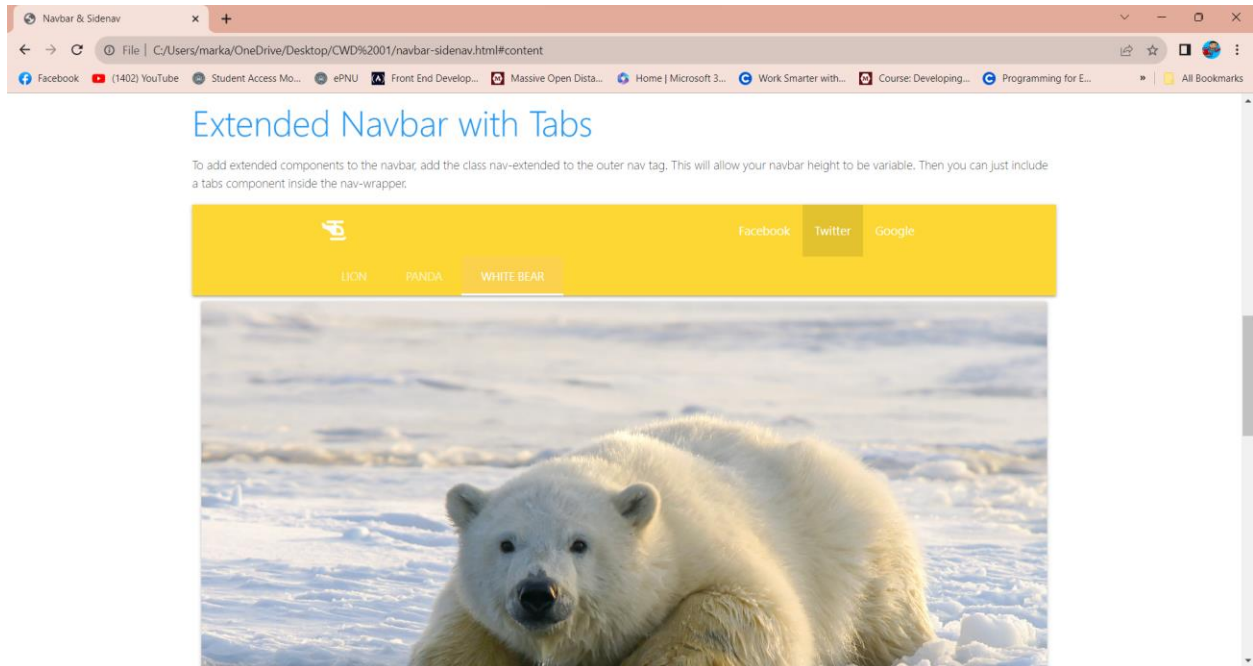 Navbar & Sidenav
File | C:/Users/marka/OneDrive/Desktop/CWD%2001/navbar-sidenav.html#content
Facebook (1402) YouTube Student Access Mo... ePNU Front End Develop... Massive Open Dista... Home | Microsoft 3... Work Smarter with... Course: Developing... Programming for E... » All Bookmarks
Extended Navbar with Tabs
To add extended components to the navbar, add the class nav-extended to the outer nav tag. This will allow your navbar height to be variable. Then you can just include
a tabs component inside the nav-wrapper.
Facebook Twitter Google
LION PANDA WHITE BEAR